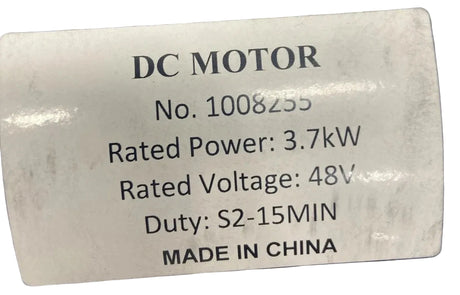 DC MOTOR
No. 1008255
Rated Power: 3.7kW
Rated Voltage: 48V
Duty: S2-15MIN
MADE IN CHINA